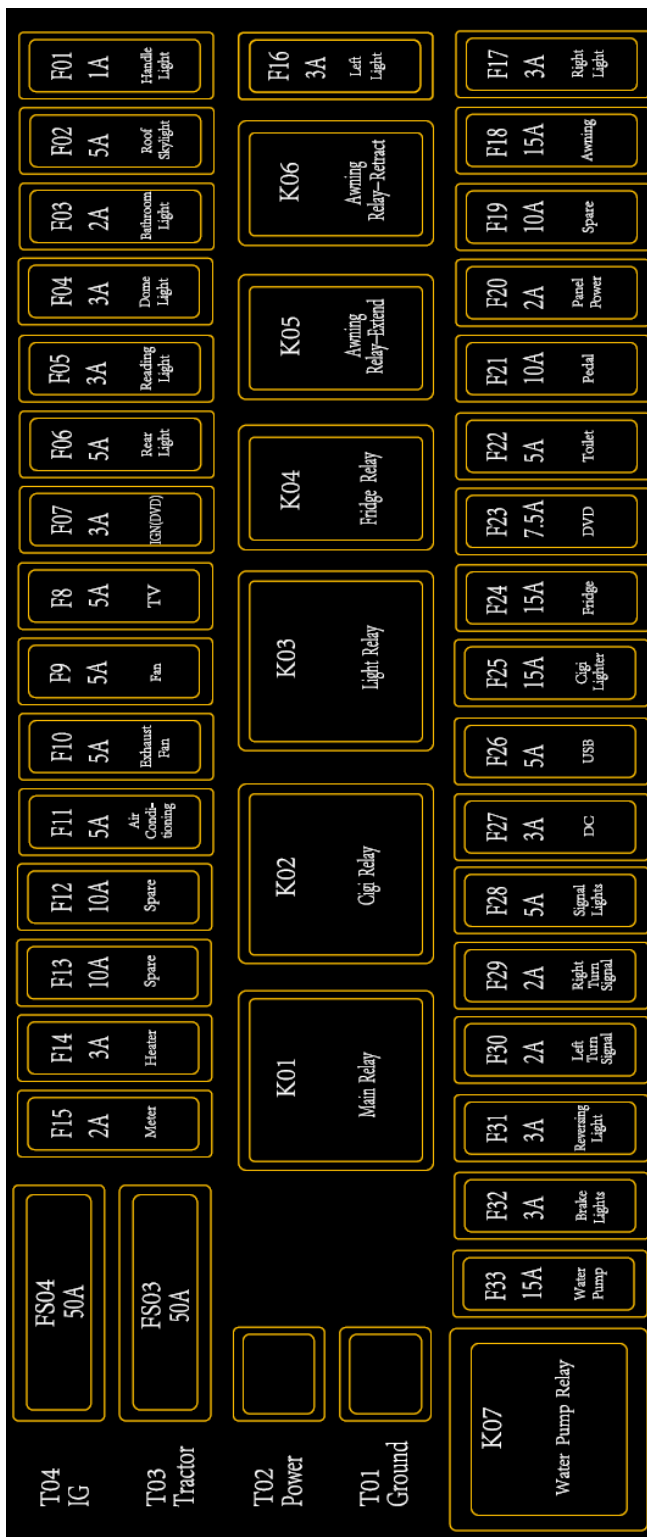 F01
1A
Handle
Light
F02
5A
Roof
Skylight
F03
2A
Bathroom
Light
F04
3A
Dome
Light
F05
3A
Reading
Light
F06
5A
Rear
Light
F07
3A
IGN(DVD)
F8
5A
TV
F9
5A
Fan
F10
5A
Exhaust
Fan
F11
5A
Air
Condi-
tioning
F12
10A
Spare
F13
10A
Spare
F14
3A
Heater
F15
2A
Meter
FS04
50A
FS03
50A
T04
IG
T03
Tractor
F16
3A
Left
Light
K06
Awning
Relay-Retract
K05
Awning
Relay-Extend
K04
Fridge Relay
K03
Light Relay
K02
Cigi Relay
K01
Main Relay
T02
Power
T01
Ground
F17
3A
Right
Light
F18
15A
Awning
F19
10A
Spare
F20
2A
Panel
Power
F21
10A
Pedal
F22
5A
Toilet
F23
7.5A
DVD
F24
15A
Fridge
F25
15A
Cigi
Lighter
F26
5A
USB
F27
3A
DC
F28
5A
Signal
Lights
F29
2A
Right
Turn
Signal
F30
2A
Left
Turn
Signal
F31
3A
Reversing
Light
F32
3A
Brake
Lights
F33
15A
Water
Pump
K07
Water Pump Relay